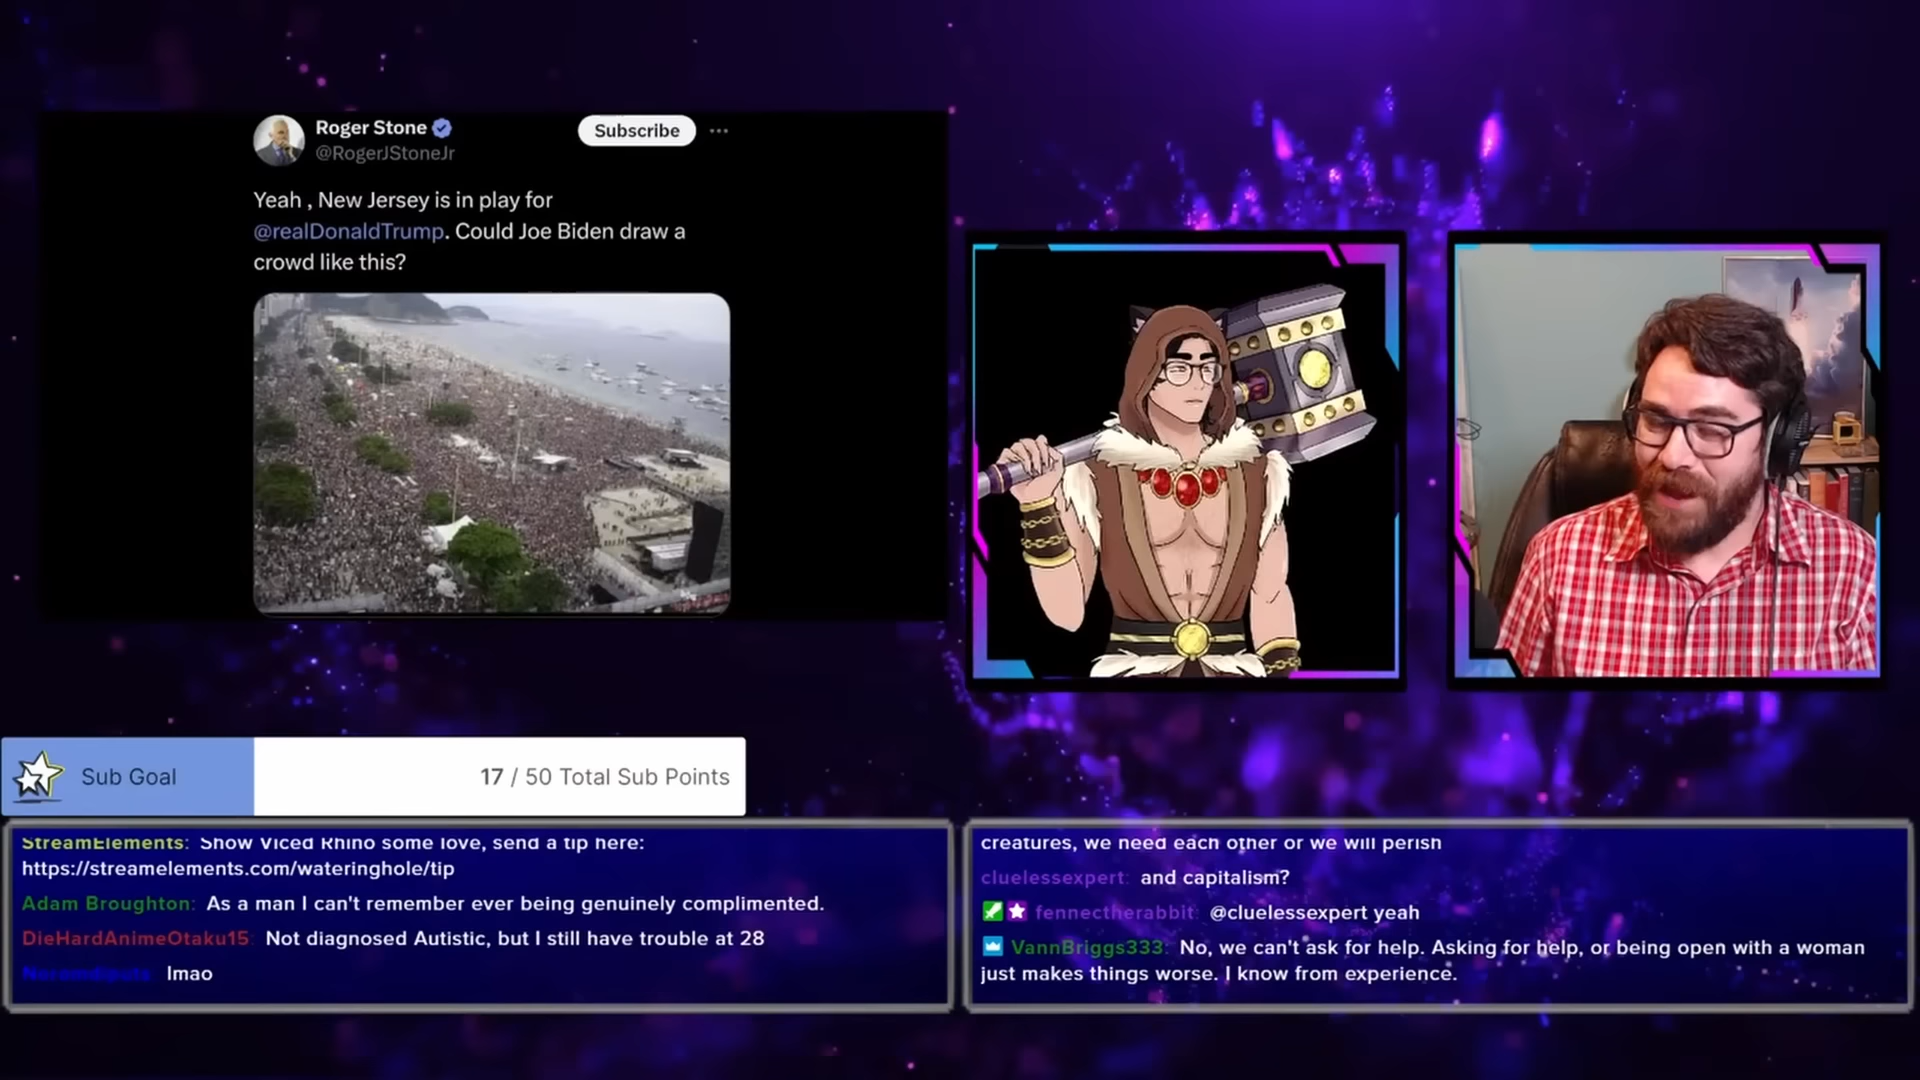 Roger Stone
Subscribe
@RogerJStoneJr
Yeah , New Jersey is in play for
@realDonaldTrump. Could Joe Biden draw a
crowd like this?
Sub Goal
17 / 50 Total Sub Points
StreamElements: Show Viced Rhino some love, send a tip here:
https://streamelements.com/wateringhole/tip
Adam Broughton: As a man I can't remember ever being genuinely complimented.
DieHardAnimeOtaku15: Not diagnosed Autistic, but I still have trouble at 28
lmao
creatures, we need each other or we will perish
cluelessexpert: and capitalism?
fennectherabbit: @cluelessexpert yeah
VannBriggs333: No, we can't ask for help. Asking for help, or being open with a woman
just makes things worse. I know from experience.